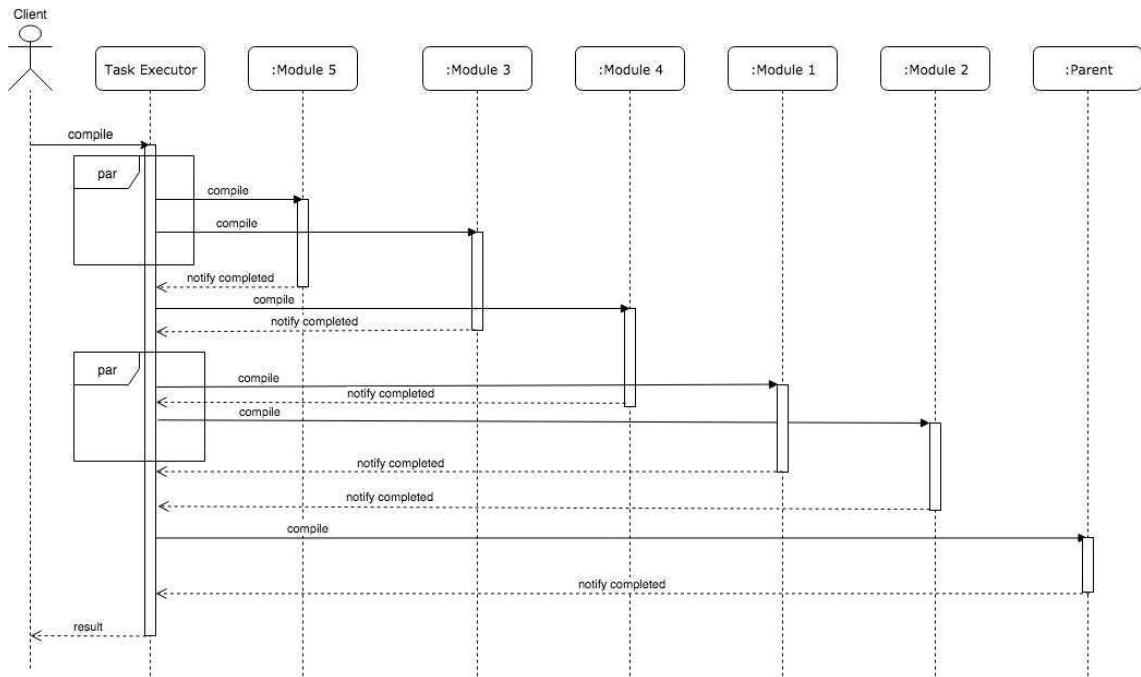 Client
Task Executor
:Module 5
:Module 3
:Module 4
:Module 1
:Module 2
:Parent
compile
par
compile
compile
notify completed
compile
notify completed
par
compile
notify completed
compile
notify completed
notify completed
compile
notify completed
result